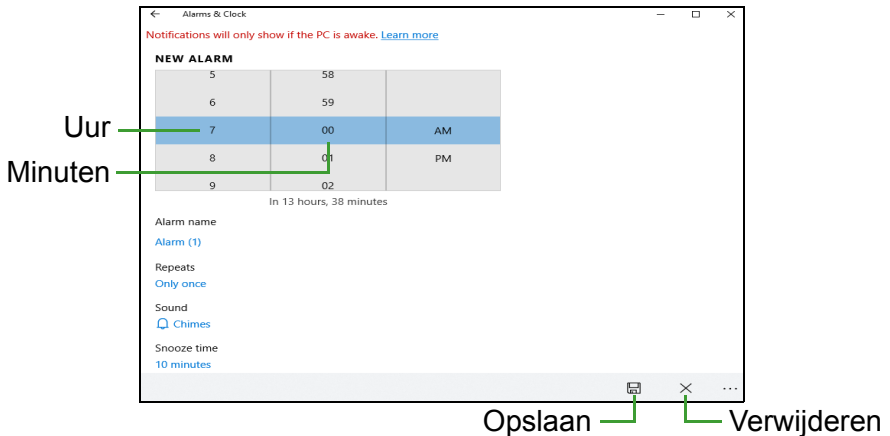 Alarms & Clock
Notifications will only show if the PC is awake. Learn more
NEW ALARM
5 58
6 59
Uur 7 00 AM
8 01 PM
Minuten
9 02
In 13 hours, 38 minutes
Alarm name
Alarm (1)
Repeats
Only once
Sound
Chimes
Snooze time
10 minutes
Opslaan Verwijderen